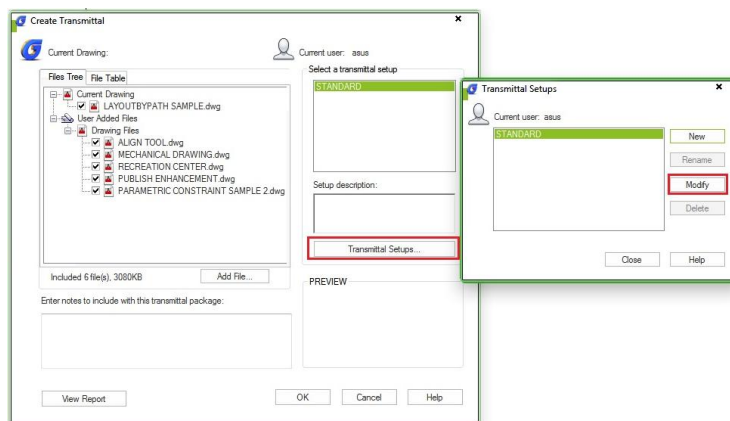 Create Transmittal
Current Drawing:
Current user: asus
Files Tree
File Table
Current Drawing
LAYOUTBYPATH SAMPLE.dwg
User Added Files
Drawing Files
ALIGN TOOL.dwg
MECHANICAL DRAWING.dwg
RECREATION CENTER.dwg
PUBLISH ENHANCEMENT.dwg
PARAMETRIC CONSTRAINT SAMPLE 2.dwg
Included 6 file(s), 3080KB
Add File...
Enter notes to include with this transmittal package:
View Report
Select a transmittal setup
STANDARD
Setup description:
Transmittal Setups...
PREVIEW
OK
Cancel
Help
Transmittal Setups
Current user: asus
STANDARD
New
Rename
Modify
Delete
Close
Help